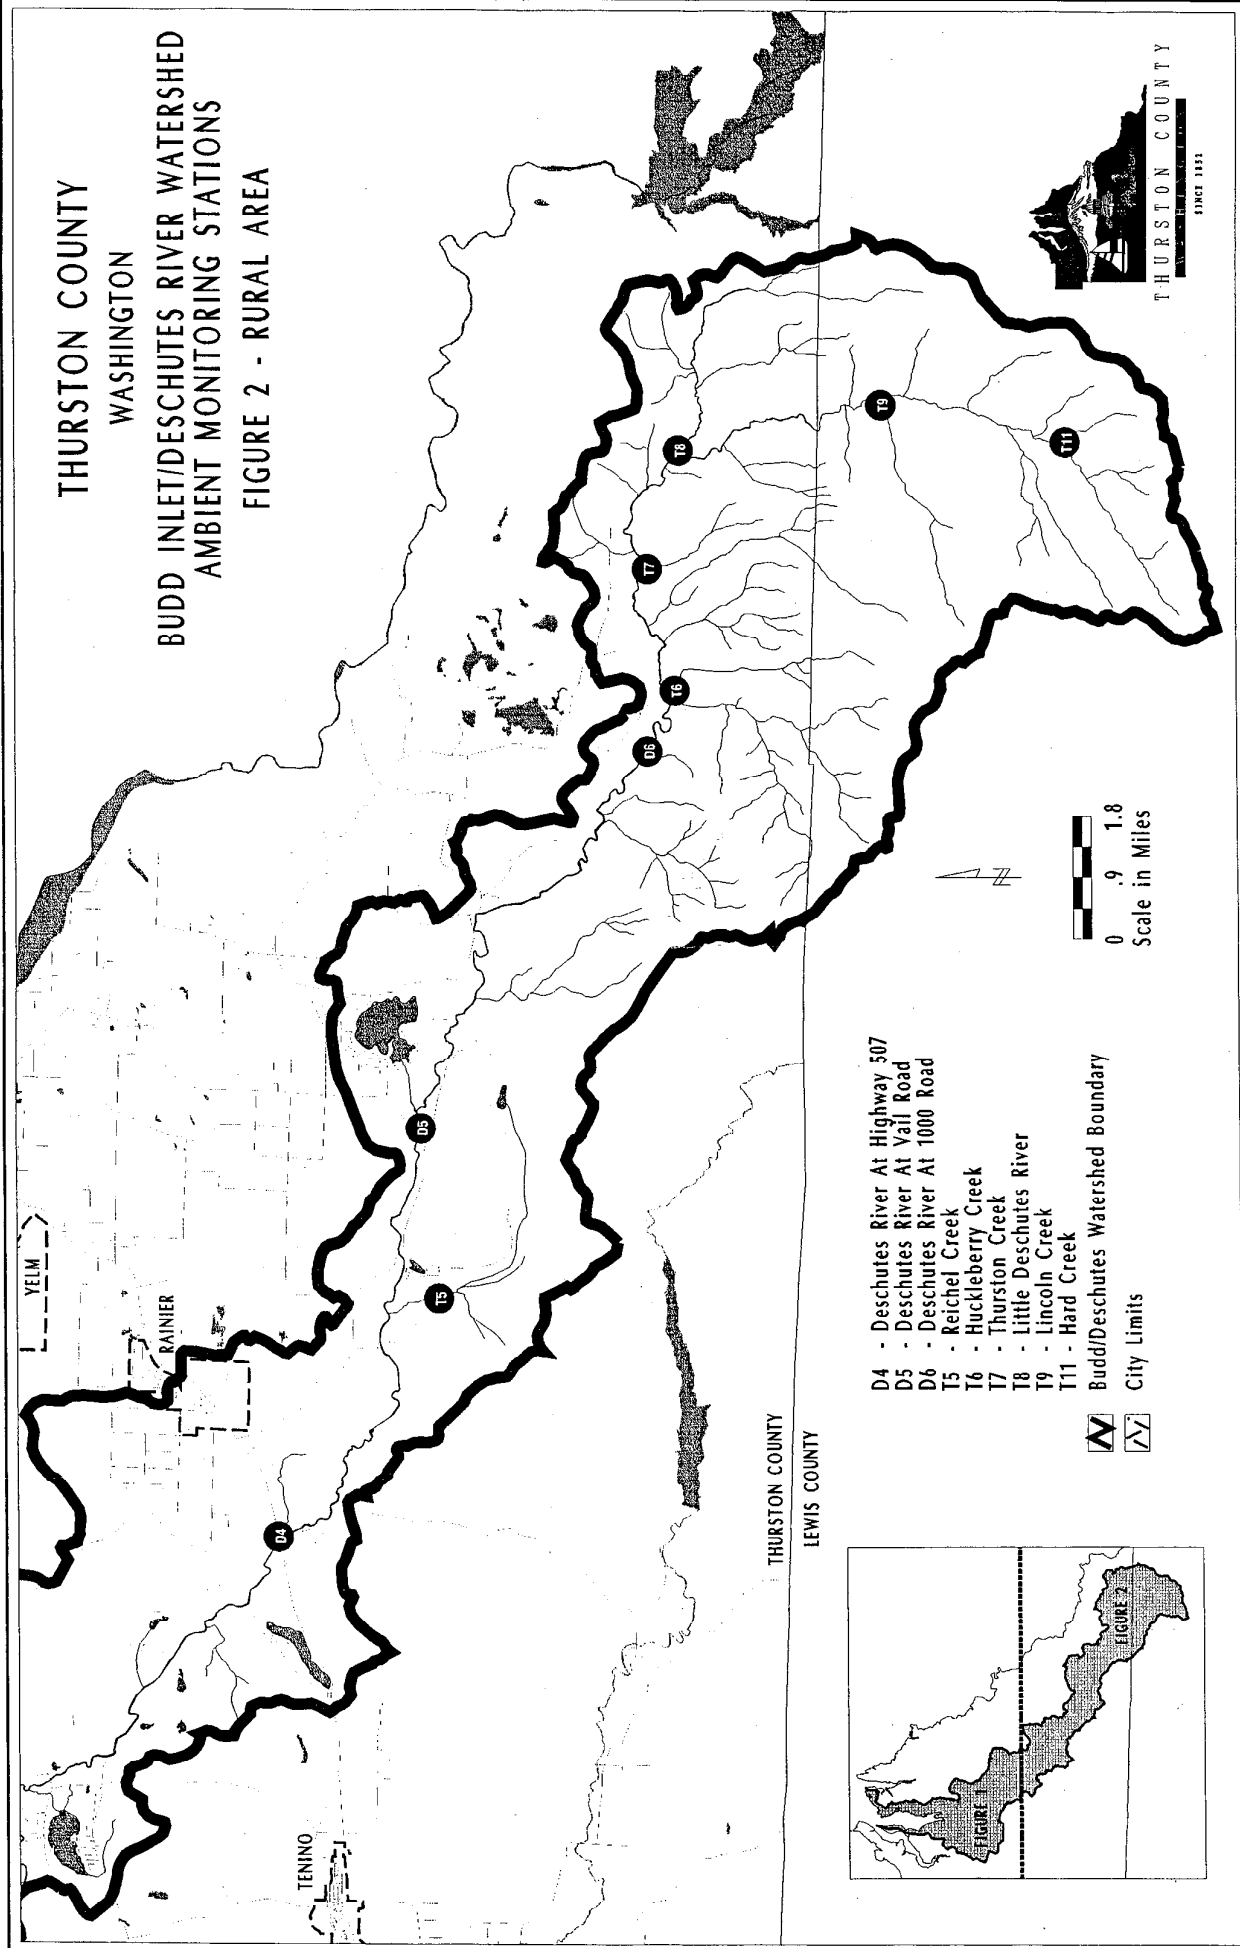 THURSTON COUNTY
WASHINGTON
BUDD INLET/DESCHUTES RIVER WATERSHED
AMBIENT MONITORING STATIONS
FIGURE 2 - RURAL AREA
YELM
RAINIER
TENINO
D4
T5
D5
D6
T6
T7
T8
T9
T11
THURSTON COUNTY
LEWIS COUNTY
D4 - Deschutes River At Highway 507
D5 - Deschutes River At Vail Road
D6 - Deschutes River At 1000 Road
T5 - Reichel Creek
T6 - Huckleberry Creek
T7 - Thurston Creek
T8 - Little Deschutes River
T9 - Lincoln Creek
T11 - Hard Creek
Budd/Deschutes Watershed Boundary
City Limits
N
0 .9 1.8
Scale in Miles
FIGURE 1
FIGURE 2
THURSTON COUNTY
WASHINGTON
SINCE 1852